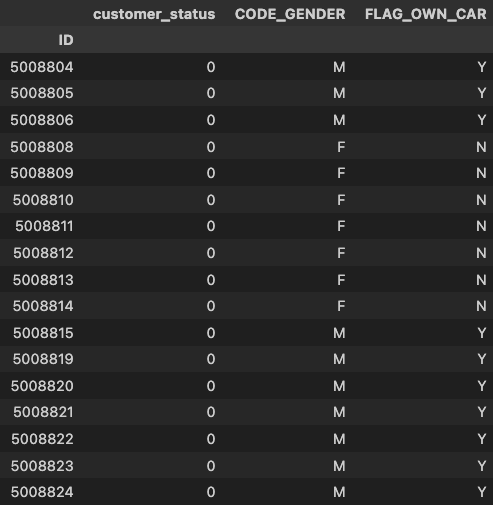 customer_status CODE_GENDER FLAG_OWN_CAR
ID
5008804 0 M Y
5008805 0 M Y
5008806 0 M Y
5008808 0 F N
5008809 0 F N
5008810 0 F N
5008811 0 F N
5008812 0 F N
5008813 0 F N
5008814 0 F N
5008815 0 M Y
5008819 0 M Y
5008820 0 M Y
5008821 0 M Y
5008822 0 M Y
5008823 0 M Y
5008824 0 M Y